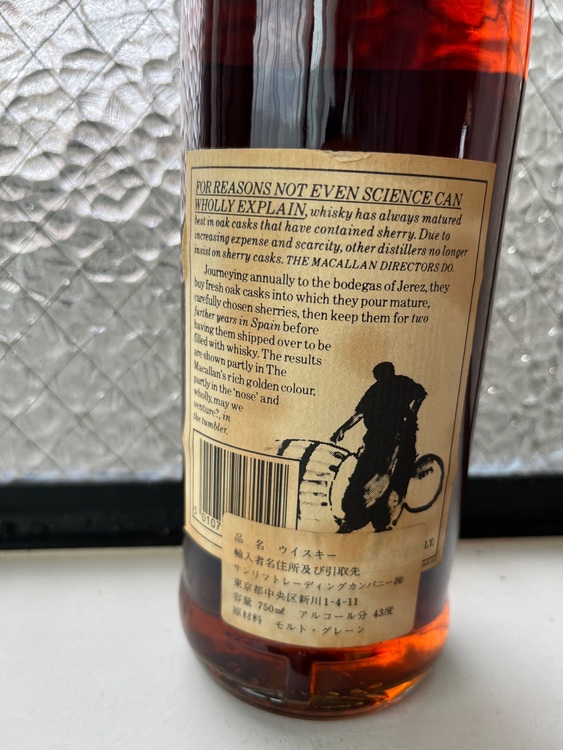 FOR REASONS NOT EVEN SCIENCE CAN
WHOLLY EXPLAIN, whisky has always matured
best in oak casks that have contained sherry. Due to
increasing expense and scarcity, other distillers no longer
insist on sherry casks. THE MACALLAN DIRECTORS DO.
Journeying annually to the bodegas of Jerez, they
buy fresh oak casks into which they pour mature,
carefully chosen sherries, then keep them for two
further years in Spain before
having them shipped over to be
filled with whisky. The results
are shown partly in The
Macallan's rich golden colour,
partly in the 'nose' and
wholly, may we
venture?, in
the tumbler.
5 0107
I.T.
品 名 ウイスキー
輸入者名住所及び引取先
サンリツトレーディングカンパニー㈱
東京都中央区新川1-4-11
容量 750㎖ アルコール分 43度
原材料 モルト・グレーン